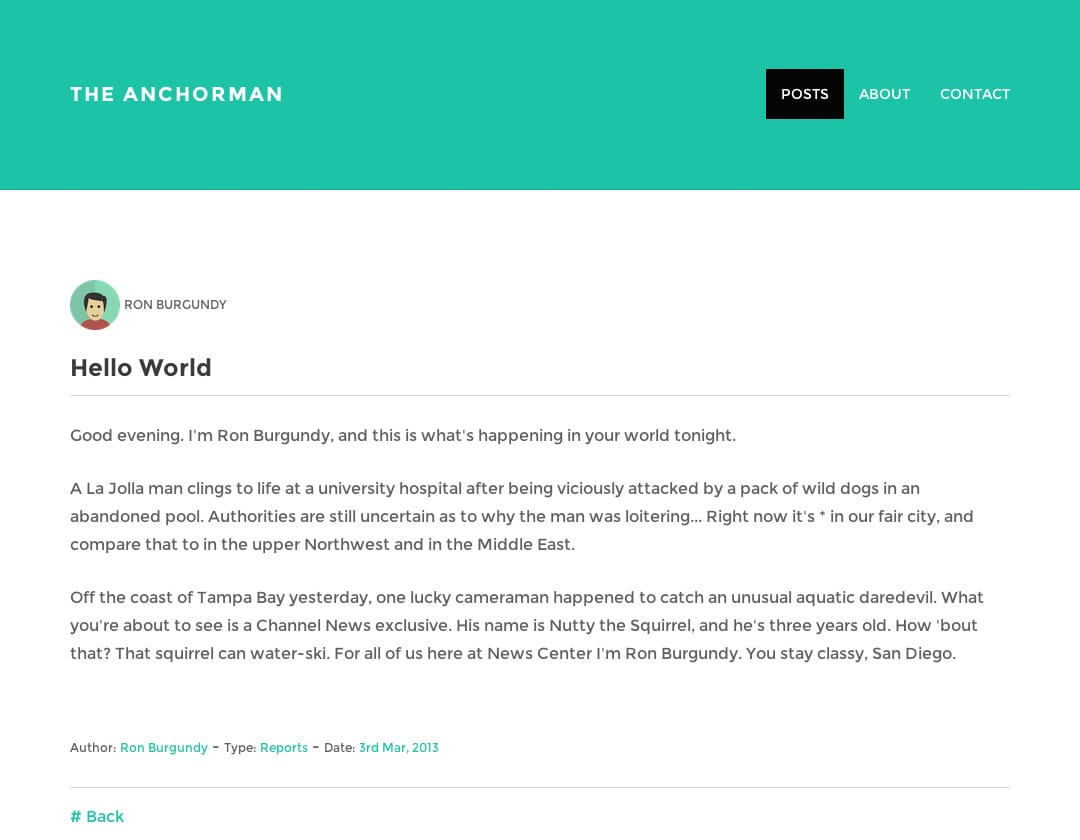 THE ANCHORMAN
POSTS
ABOUT
CONTACT
RON BURGUNDY
Hello World
Good evening. I'm Ron Burgundy, and this is what's happening in your world tonight.
A La Jolla man clings to life at a university hospital after being viciously attacked by a pack of wild dogs in an
abandoned pool. Authorities are still uncertain as to why the man was loitering... Right now it's * in our fair city, and
compare that to in the upper Northwest and in the Middle East.
Off the coast of Tampa Bay yesterday, one lucky cameraman happened to catch an unusual aquatic daredevil. What
you're about to see is a Channel News exclusive. His name is Nutty the Squirrel, and he's three years old. How 'bout
that? That squirrel can water-ski. For all of us here at News Center I'm Ron Burgundy. You stay classy, San Diego.
Author: Ron Burgundy - Type: Reports - Date: 3rd Mar, 2013
# Back